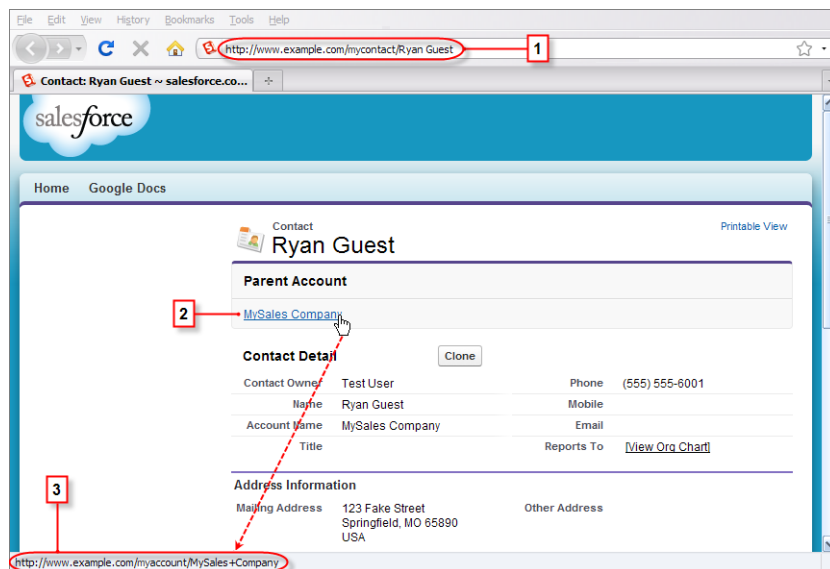 File Edit View History Bookmarks Tools Help
http://www.example.com/mycontact/Ryan Guest
1
Contact: Ryan Guest ~ salesforce.co...
salesforce
Home Google Docs
Contact
Ryan Guest
Printable View
Parent Account
2
MySales Company
Contact Detail
Clone
Contact Owner Test User Phone (555) 555-6001
Name Ryan Guest Mobile
Account Name MySales Company Email
Title Reports To [View Org Chart]
Address Information
3
Mailing Address 123 Fake Street Other Address
Springfield, MO 65890
USA
http://www.example.com/myaccount/MySales+Company